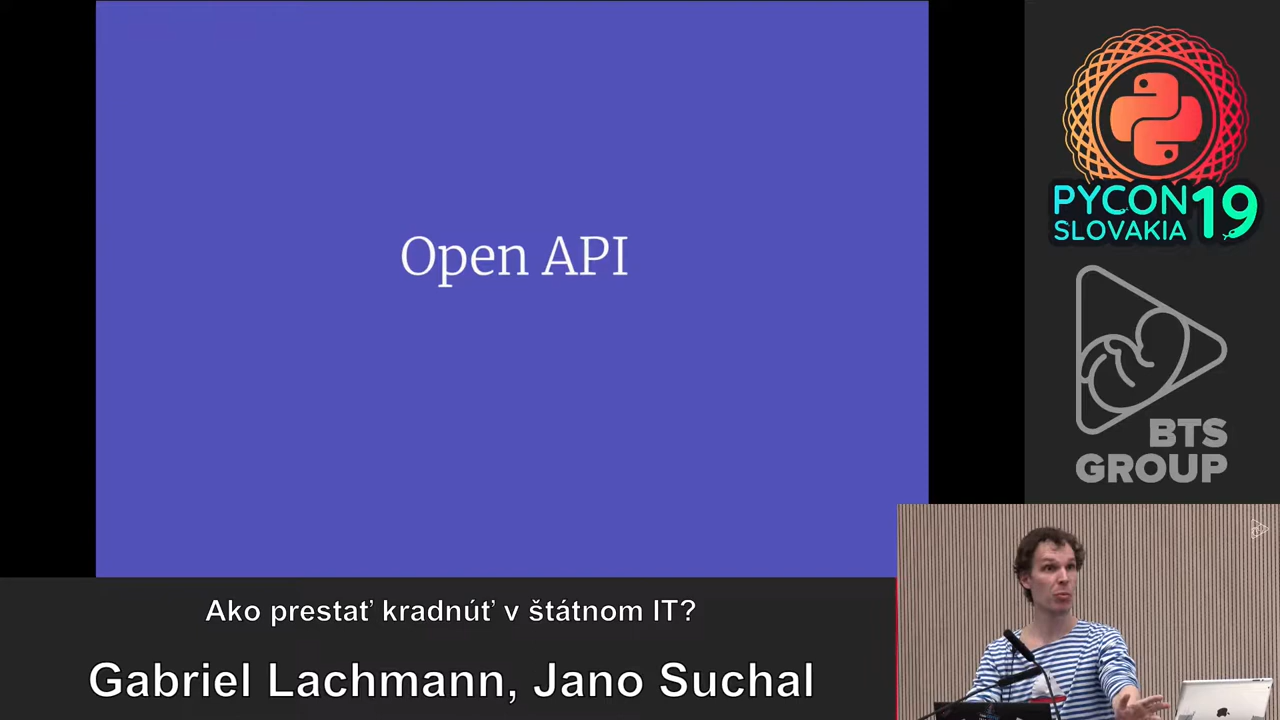 Open API
PYCON 19
SLOVAKIA
BTS
GROUP
Ako prestať kradnúť v štátnom IT?
Gabriel Lachmann, Jano Suchal